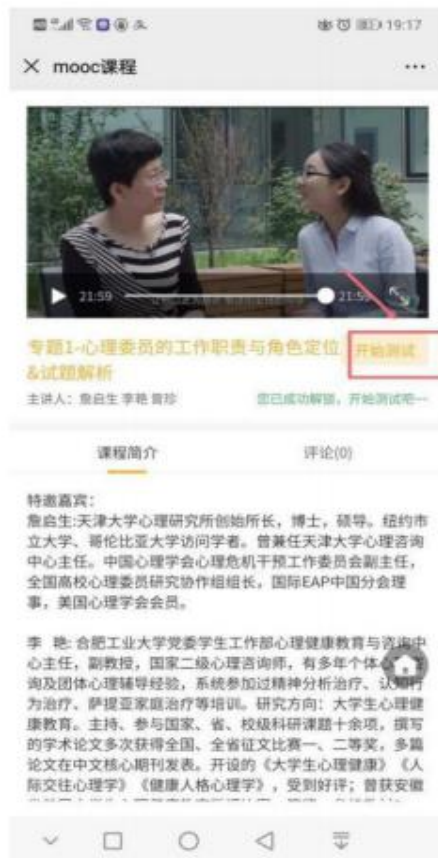 19:17
mooc课程
21:59
21:59
专题1-心理委员的工作职责与角色定位
开始测试
&试题解析
主讲人：詹启生 李艳 曾珍
您已成功解锁，开始测试吧—
课程简介
评论(0)
特邀嘉宾：
詹启生:天津大学心理研究所创始所长，博士，硕导。纽约市
立大学、哥伦比亚大学访问学者。曾兼任天津大学心理咨询
中心主任。中国心理学会心理危机干预工作委员会副主任，
全国高校心理委员研究协作组组长，国际EAP中国分会理
事，美国心理学会会员。
李 艳: 合肥工业大学党委学生工作部心理健康教育与咨询中
心主任，副教授，国家二级心理咨询师，有多年个体心
询及团体心理辅导经验，系统参加过精神分析治疗、认知行
为治疗、萨提亚家庭治疗等培训。研究方向：大学生心理健
康教育。主持、参与国家、省、校级科研课题十余项，撰写
的学术论文多次获得全国、全省征文比赛一、二等奖，多篇
论文在中文核心期刊发表。开设的《大学生心理健康》《人
际交往心理学》《健康人格心理学》，受到好评；曾获安徽